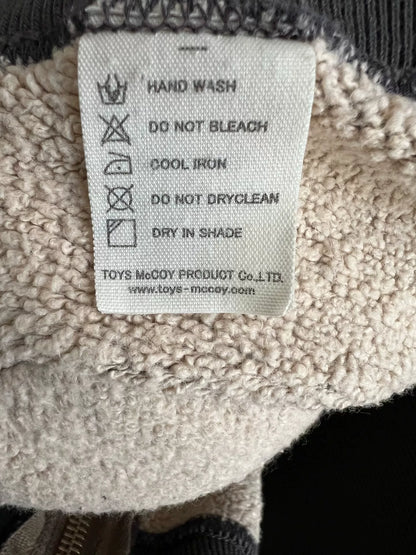 HAND WASH
DO NOT BLEACH
COOL IRON
DO NOT DRYCLEAN
DRY IN SHADE
TOYS McCOY PRODUCT Co.,LTD.
www.toys-mccoy.com